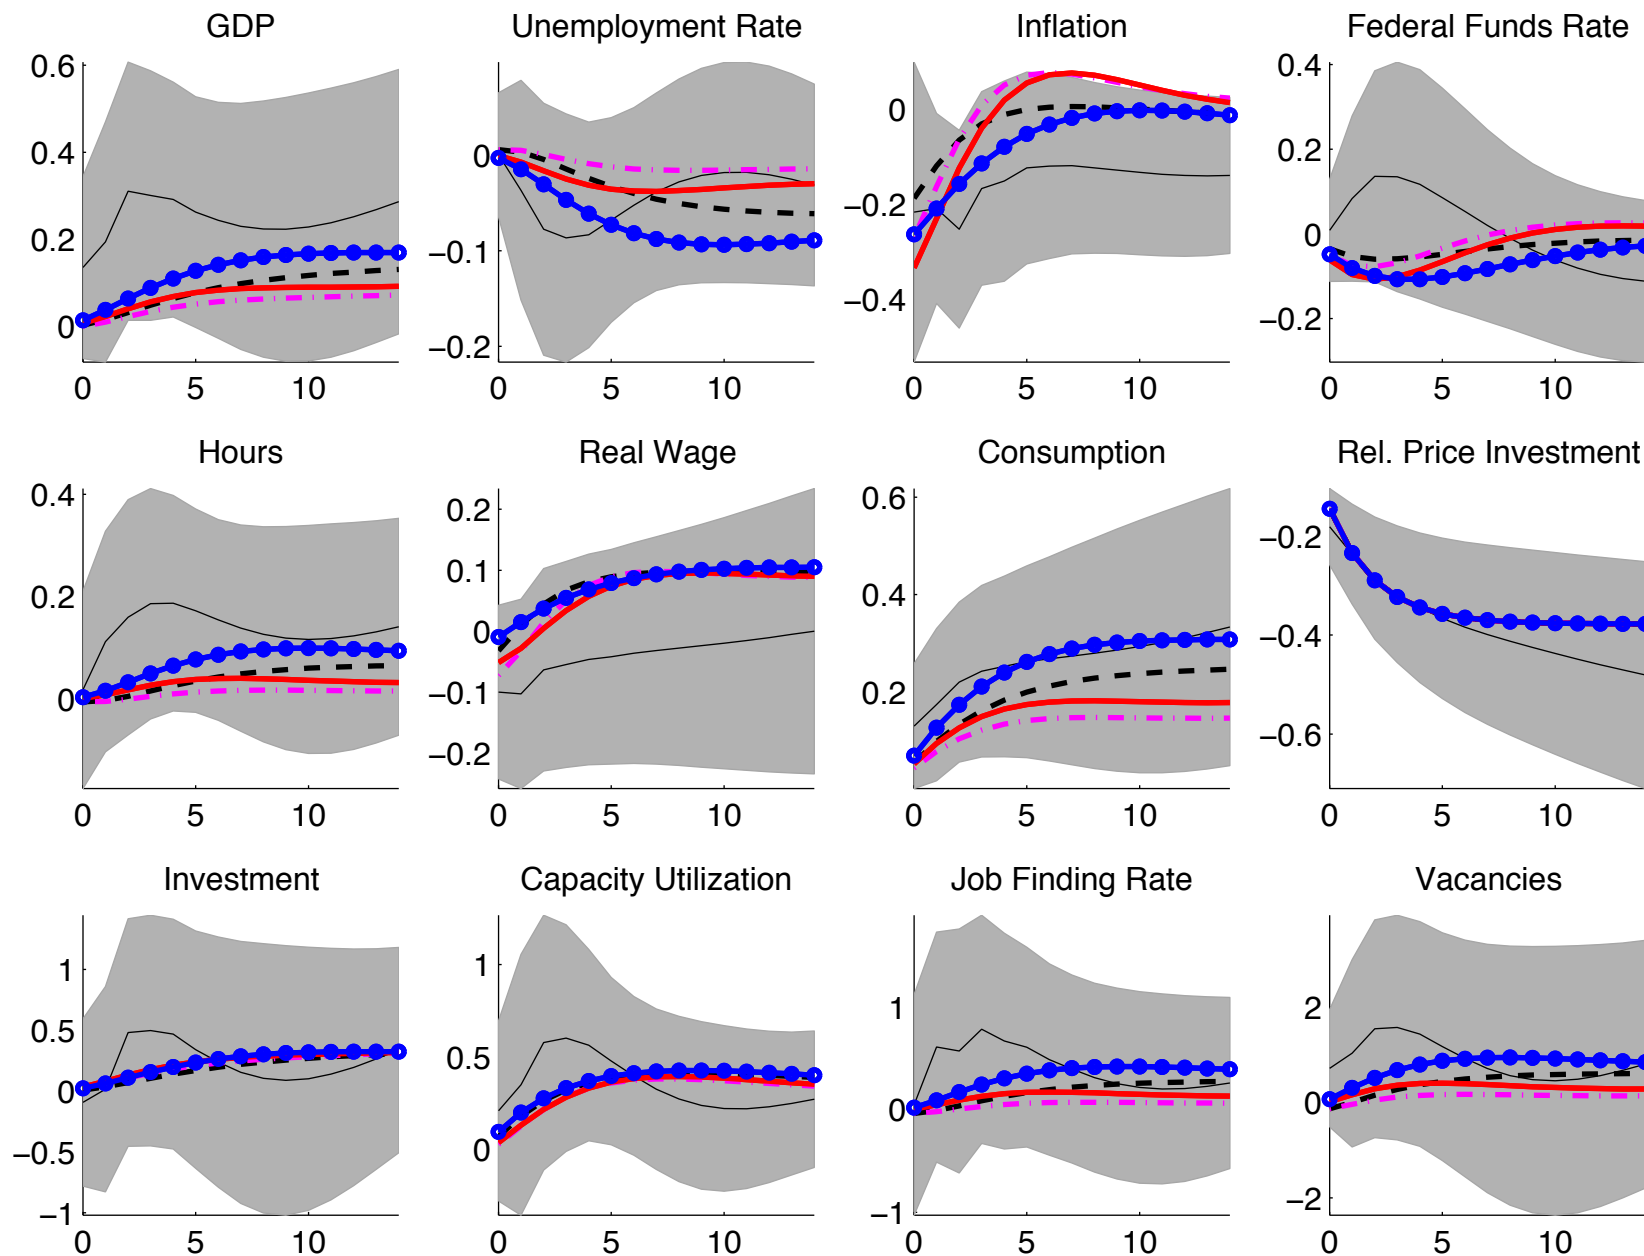 GDP Unemployment Rate Inflation Federal Funds Rate
0.6 0 0.4
0.4 0 0.2
0.2 −0.1 −0.2 0
0 −0.2 −0.4 −0.2
0 5 10 0 5 10 0 5 10 0 5 10
Hours Real Wage Consumption Rel. Price Investment
0.4 0.2 0.6 −0.2
0.2 0.1 0.4 −0.4
0 0 0.2 −0.6
−0.1
−0.2
0 5 10 0 5 10 0 5 10 0 5 10
Investment Capacity Utilization Job Finding Rate Vacancies
1 1 1 2
0.5 0.5 0 0
0 0 −1 −2
−0.5
−1
0 5 10 0 5 10 0 5 10 0 5 10